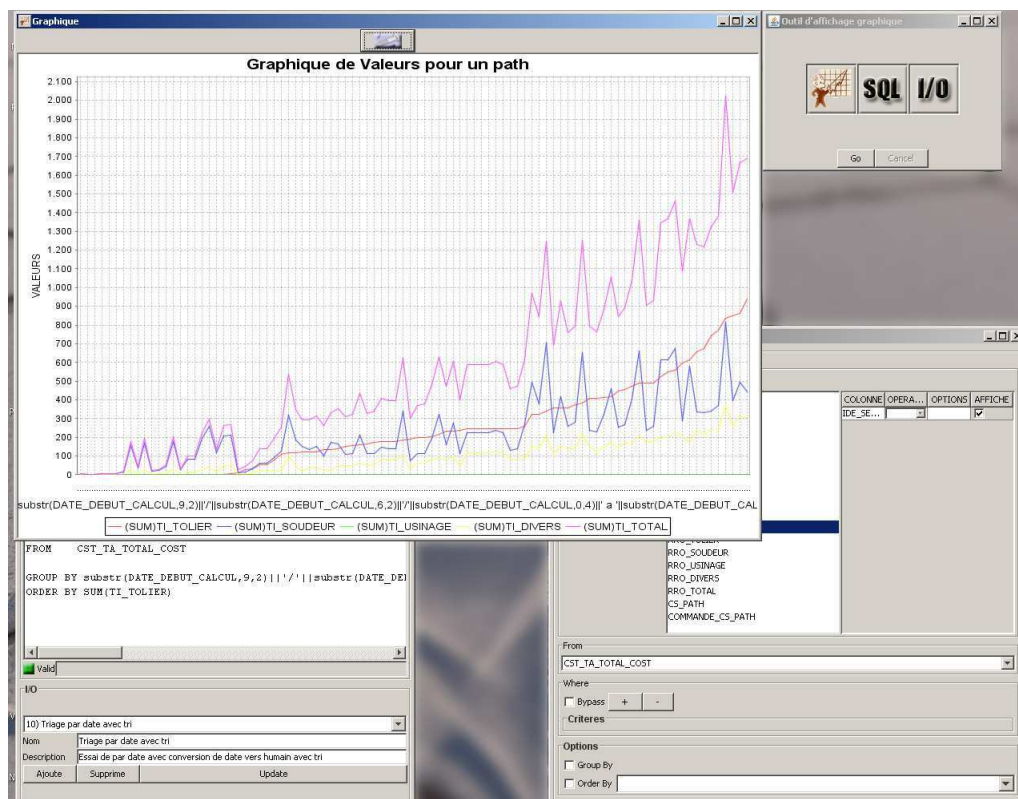 Graphique
Graphique de Valeurs pour un path
VALEURS
2.100
2.000
1.900
1.800
1.700
1.600
1.500
1.400
1.300
1.200
1.100
1.000
900
800
700
600
500
400
300
200
100
0
substr(DATE_DEBUT_CALCUL,9,2)||'/'||substr(DATE_DEBUT_CALCUL,6,2)||'/'||substr(DATE_DEBUT_CALCUL,0,4)||' a '||substr(DATE_DEBUT_CAL
(SUM)TI_TOLIER (SUM)TI_SOUDEUR (SUM)TI_USINAGE (SUM)TI_DIVERS (SUM)TI_TOTAL
Outil d'affichage graphique
SQL I/O
Go Cancel
COLONNE OPERA... OPTIONS AFFICHE
IDE_SE...
FROM CST_TA_TOTAL_COST
GROUP BY substr(DATE_DEBUT_CALCUL,9,2)||'/'||substr(DATE_DE
ORDER BY SUM(TI_TOLIER)
Valid
I/O
10) Triage par date avec tri
Nom Triage par date avec tri
Description Essai de par date avec conversion de date vers humain avec tri
Ajoute Supprime Update
RRO_SOUDEUR
RRO_USINAGE
RRO_DIVERS
RRO_TOTAL
CS_PATH
COMMANDE_CS_PATH
From
CST_TA_TOTAL_COST
Where
Bypass + -
Criteres
Options
Group By
Order By